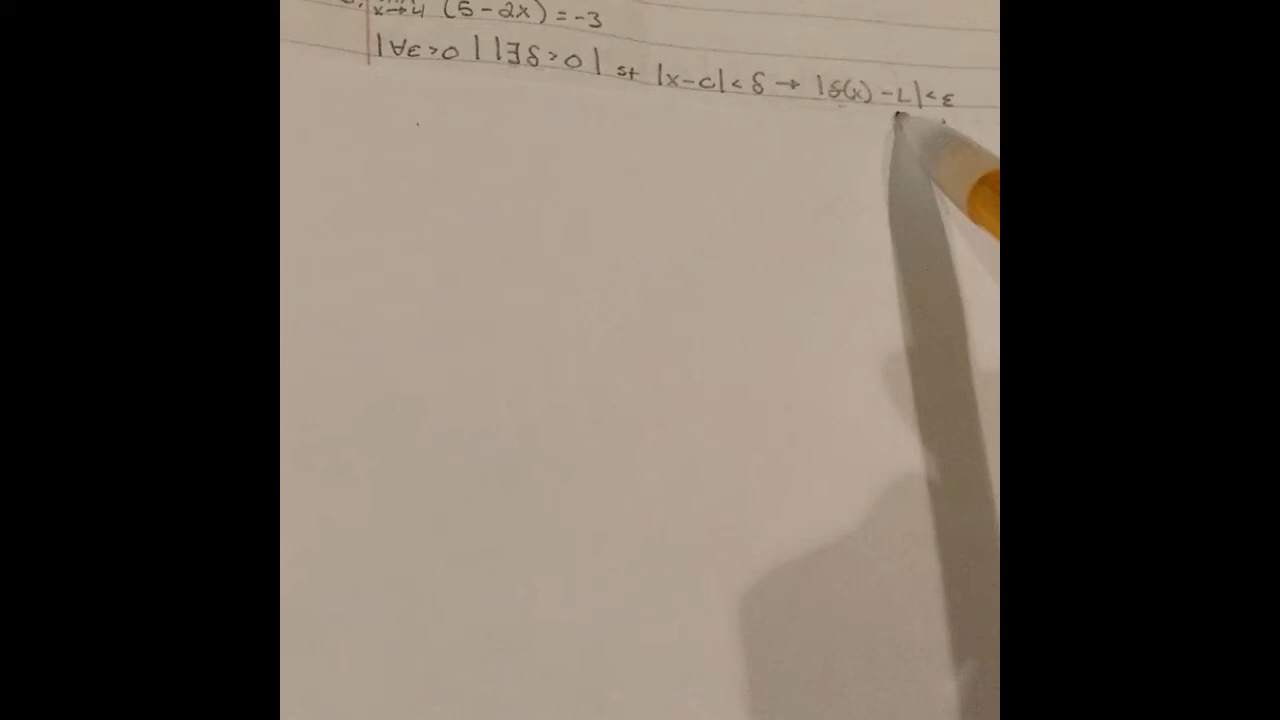 x→4 (5-2x) = -3
|∀ε>0| |∃δ>0| st |x-c|<δ → |f(x)-L|<ε